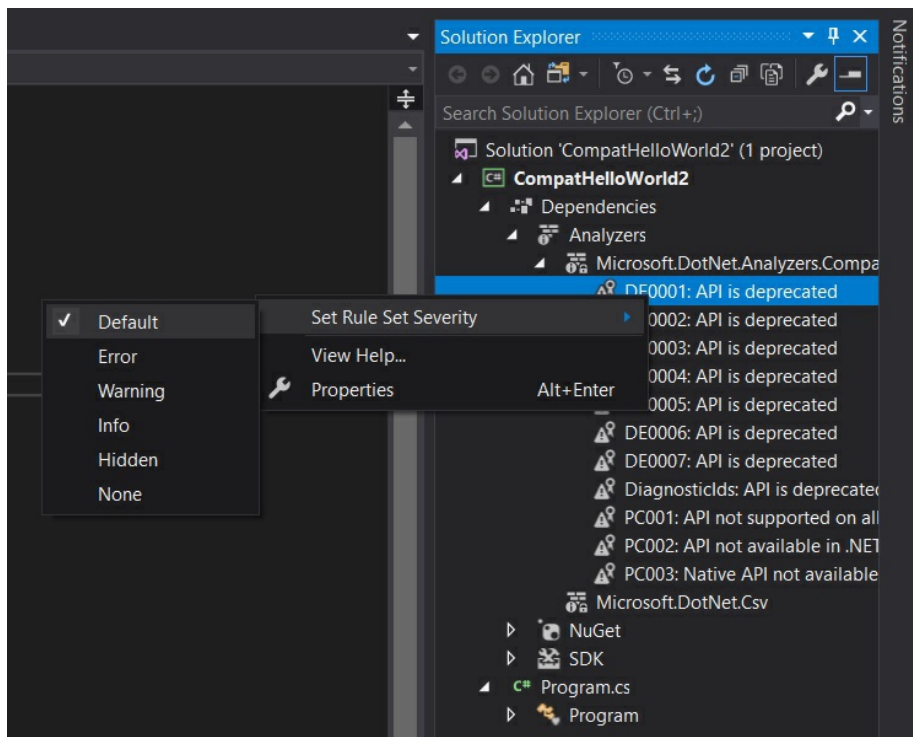 Solution Explorer
Search Solution Explorer (Ctrl+;)
Notifications
Solution 'CompatHelloWorld2' (1 project)
C# CompatHelloWorld2
Dependencies
Analyzers
Microsoft.DotNet.Analyzers.Compa
DE0001: API is deprecated
0002: API is deprecated
0003: API is deprecated
0004: API is deprecated
0005: API is deprecated
DE0006: API is deprecated
DE0007: API is deprecated
DiagnosticIds: API is deprecated
PC001: API not supported on all
PC002: API not available in .NET
PC003: Native API not available
Microsoft.DotNet.Csv
NuGet
SDK
C# Program.cs
Program
Set Rule Set Severity
View Help...
Properties Alt+Enter
Default
Error
Warning
Info
Hidden
None